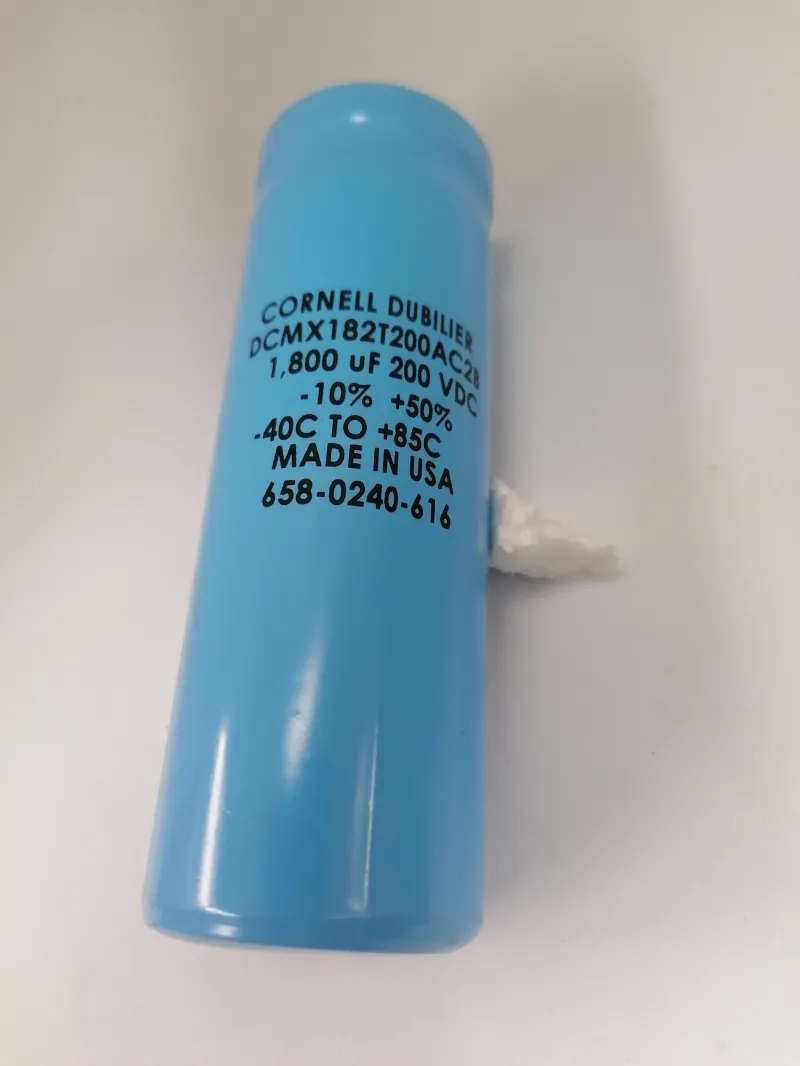 CORNELL DUBILIER
DCMX182T200AC2B
1,800 uF 200 VDC
-10% +50%
-40C TO +85C
MADE IN USA
658-0240-616